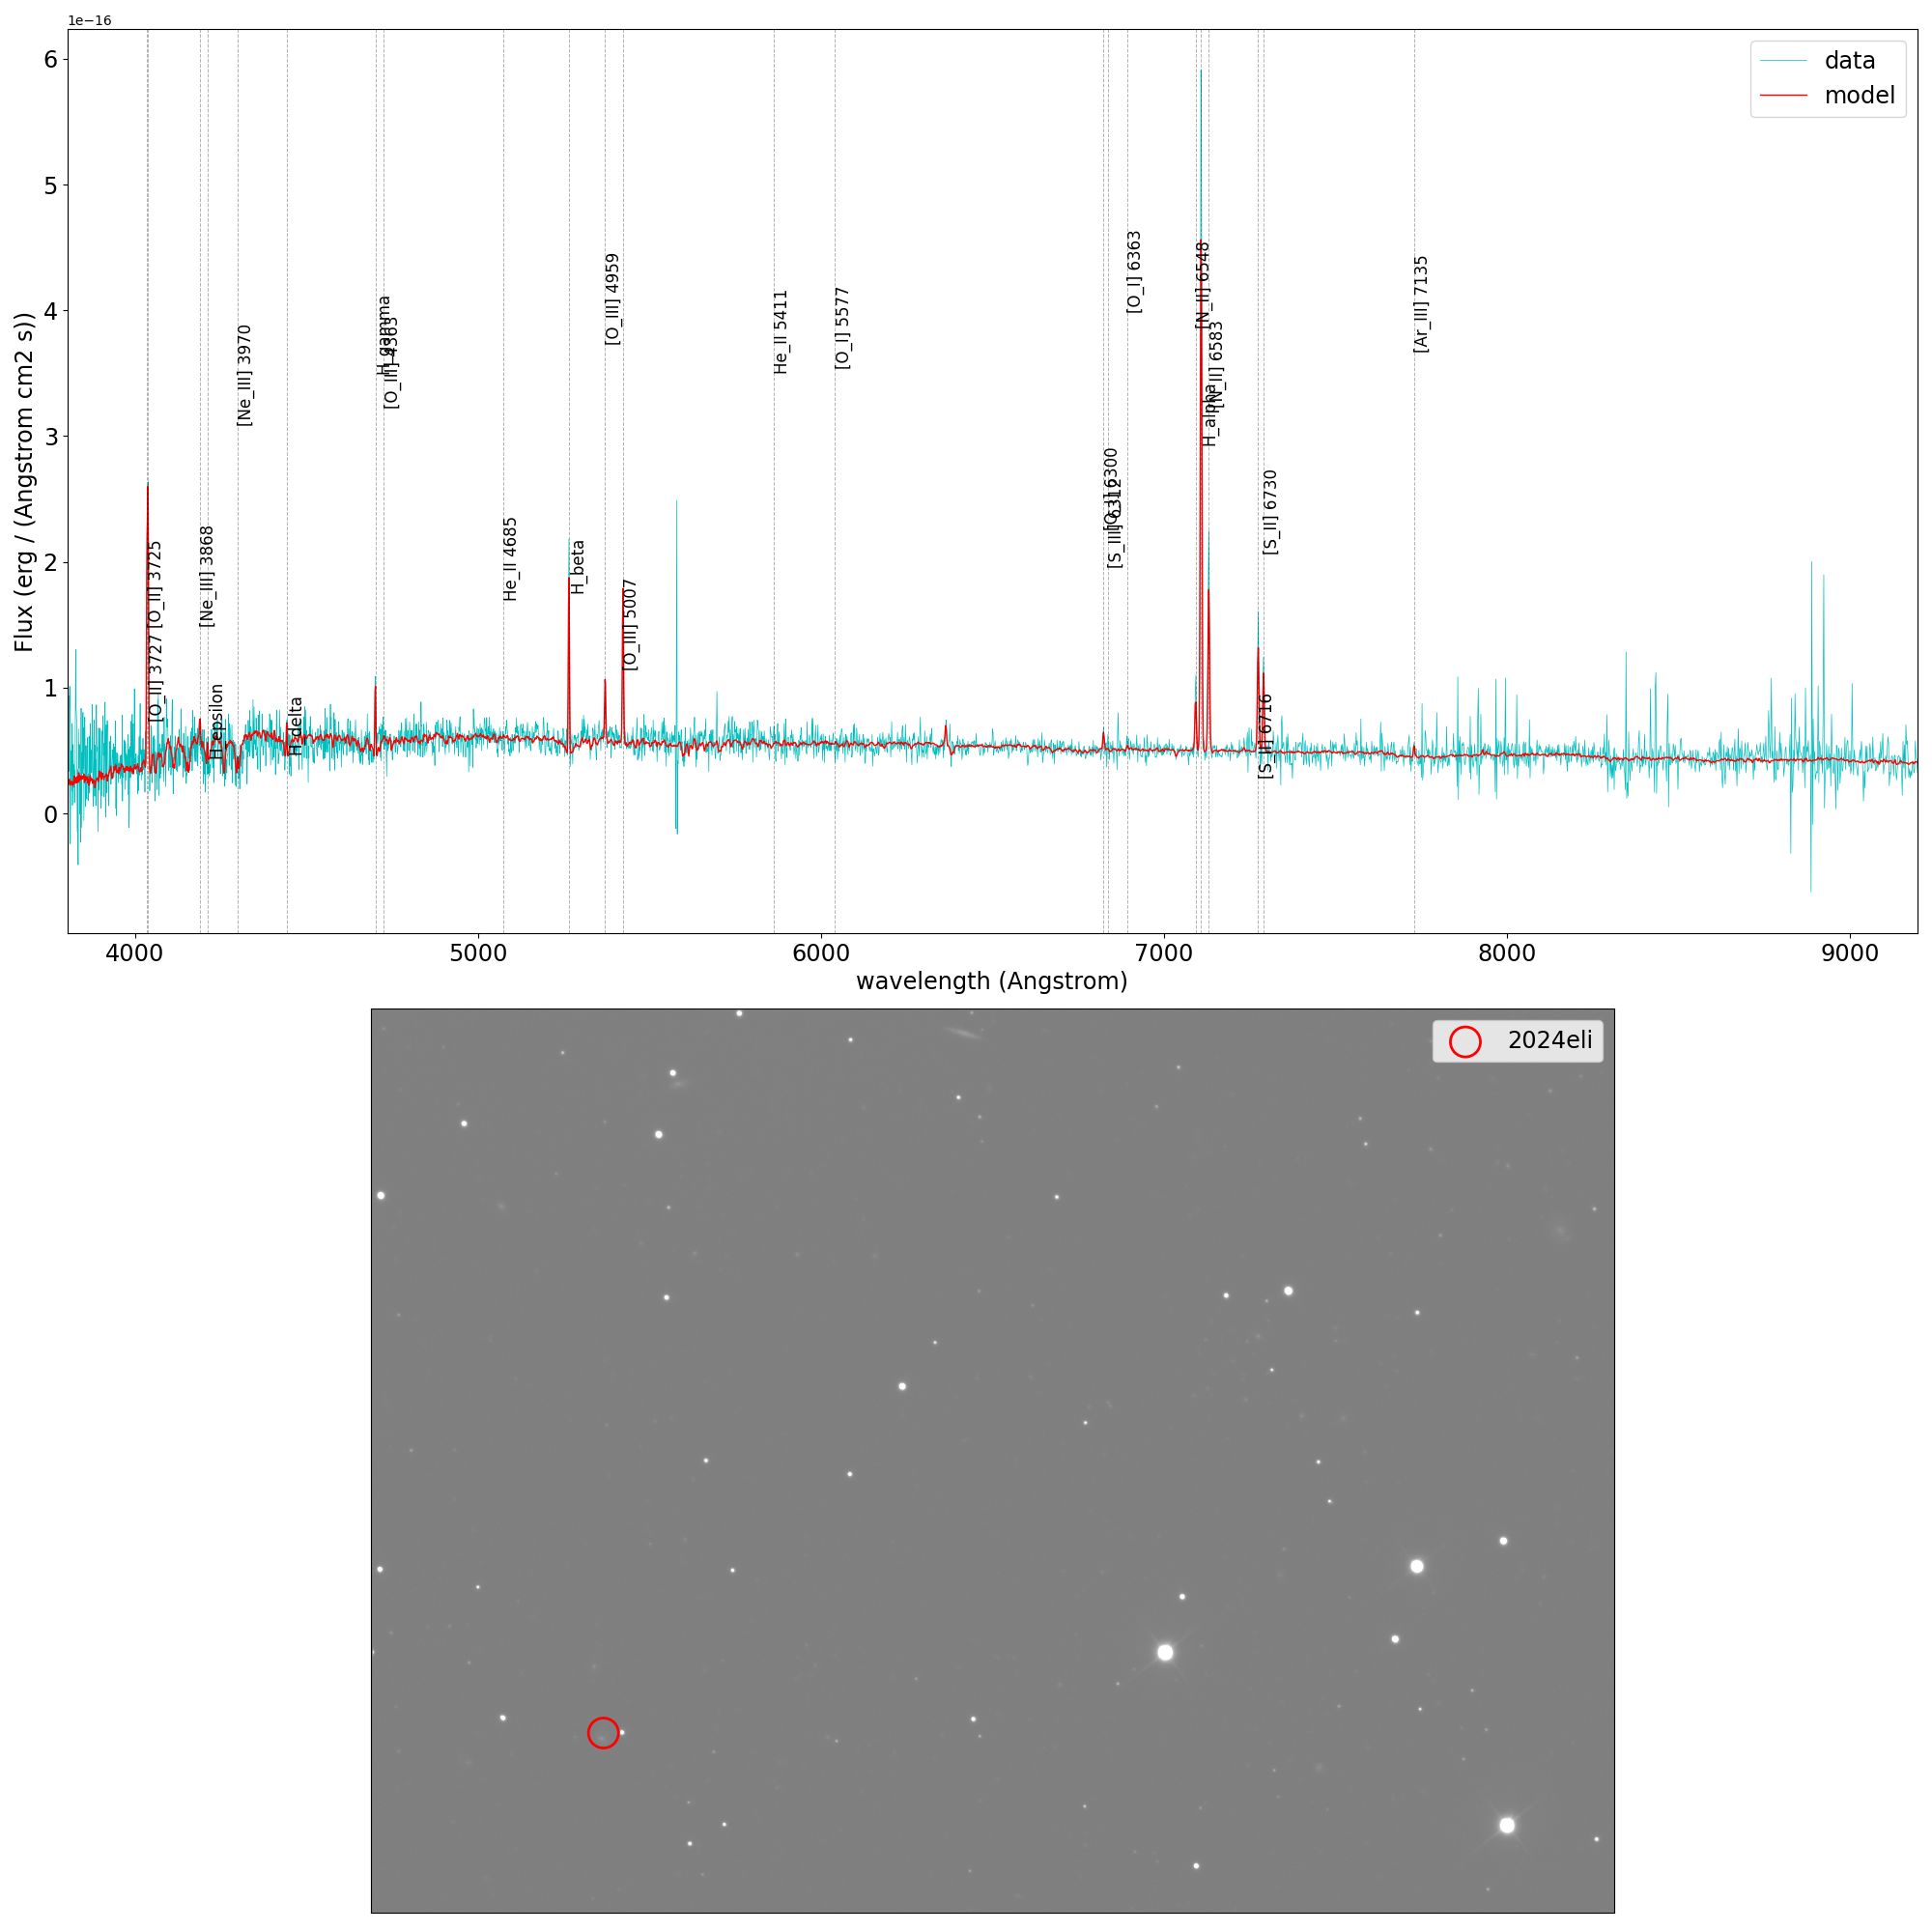 1e−16
data
model
6
5
4
3
2
1
0
Flux (erg / (Angstrom cm2 s))
[O_II] 3727
[O_II] 3725
[Ne_III] 3868
H_epsilon
[Ne_III] 3970
H_delta
H_gamma
[O_III] 4363
He_II 4685
H_beta
[O_III] 4959
[O_III] 5007
He_II 5411
[O_I] 5577
[O_I] 6300
[S_III] 6312
[O_I] 6363
[N_II] 6548
H_alpha
[N_II] 6583
[S_II] 6716
[S_II] 6730
[Ar_III] 7135
4000
5000
6000
7000
8000
9000
wavelength (Angstrom)
2024eli